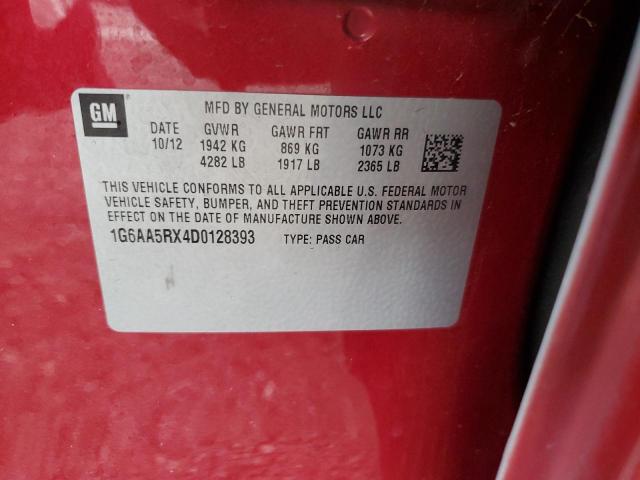 GM
MFD BY GENERAL MOTORS LLC
DATE GVWR GAWR FRT GAWR RR
10/12 1942 KG 869 KG 1073 KG
4282 LB 1917 LB 2365 LB
THIS VEHICLE CONFORMS TO ALL APPLICABLE U.S. FEDERAL MOTOR
VEHICLE SAFETY, BUMPER, AND THEFT PREVENTION STANDARDS IN
EFFECT ON THE DATE OF MANUFACTURE SHOWN ABOVE.
1G6AA5RX4D0128393 TYPE: PASS CAR